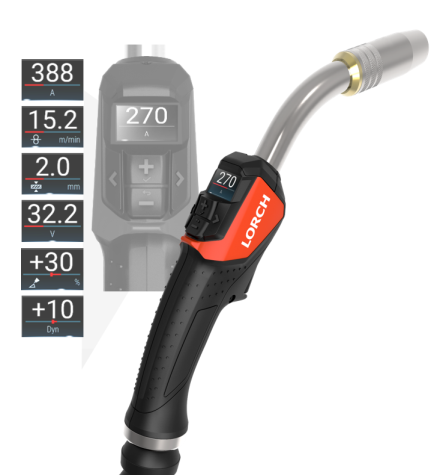 388
A
15.2
m/min
2.0
mm
32.2
V
+30
%
+10
Dyn
270
A
270
LORCH